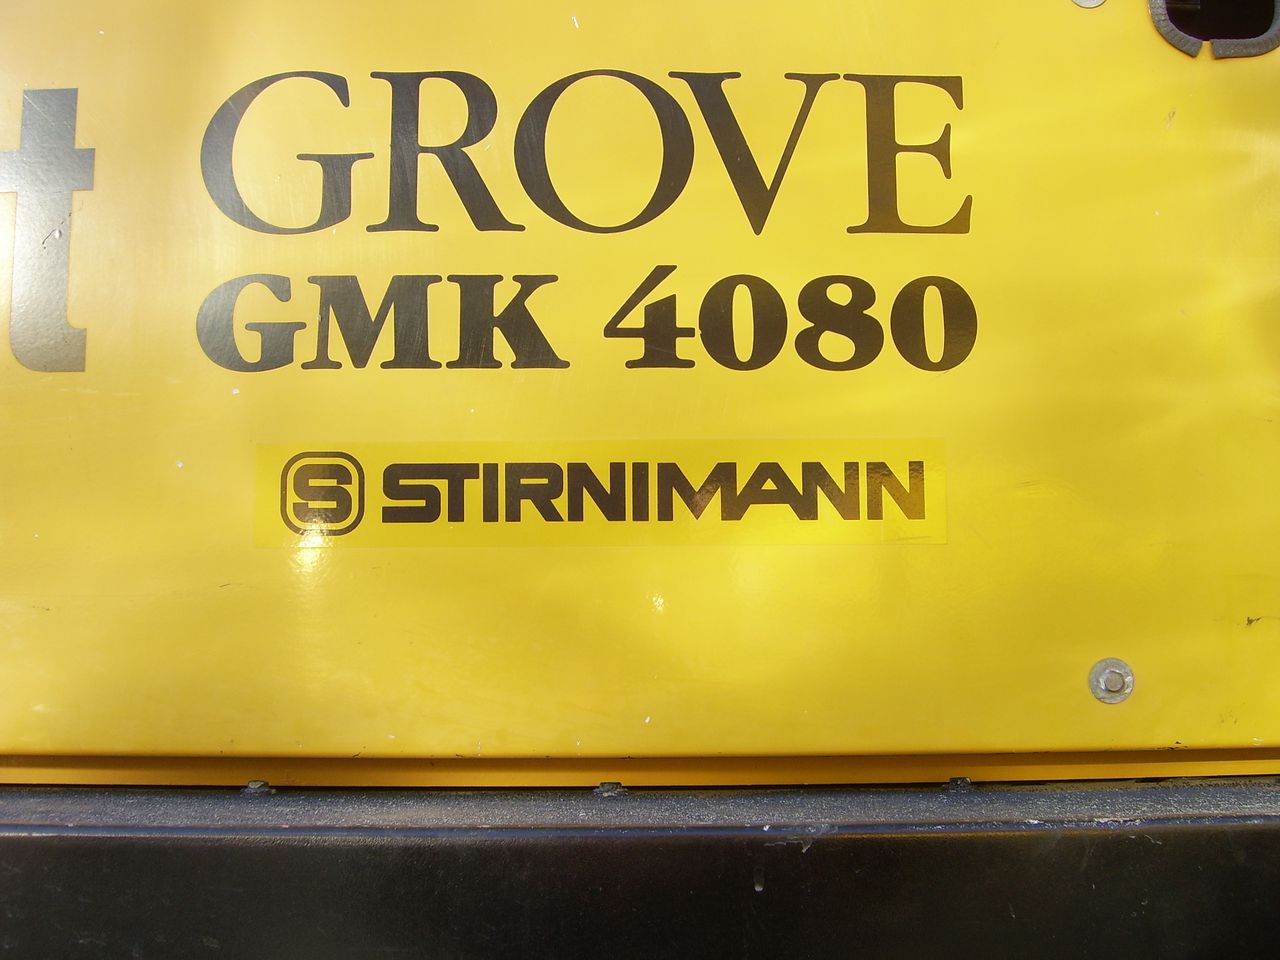 t
GROVE
GMK 4080
S STIRNIMANN